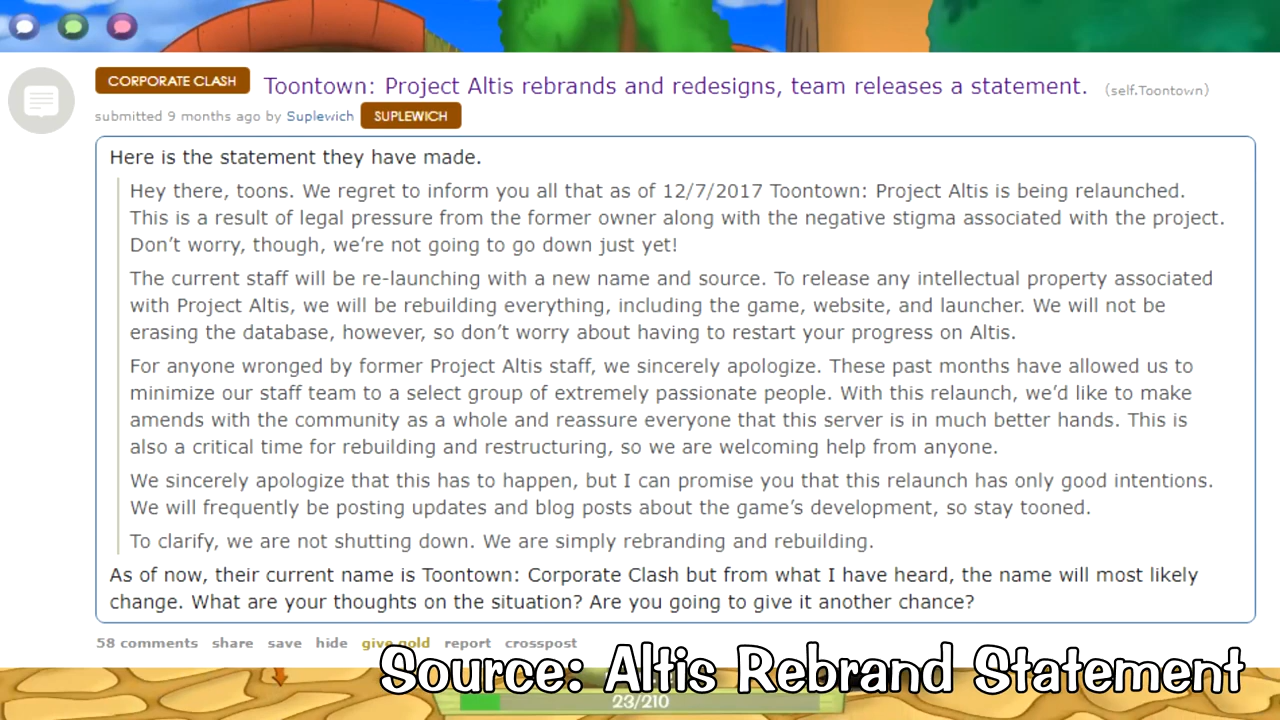 CORPORATE CLASH Toontown: Project Altis rebrands and redesigns, team releases a statement. (self.Toontown)
submitted 9 months ago by Suplewich SUPLEWICH
Here is the statement they have made.
Hey there, toons. We regret to inform you all that as of 12/7/2017 Toontown: Project Altis is being relaunched.
This is a result of legal pressure from the former owner along with the negative stigma associated with the project.
Don't worry, though, we're not going to go down just yet!
The current staff will be re-launching with a new name and source. To release any intellectual property associated
with Project Altis, we will be rebuilding everything, including the game, website, and launcher. We will not be
erasing the database, however, so don't worry about having to restart your progress on Altis.
For anyone wronged by former Project Altis staff, we sincerely apologize. These past months have allowed us to
minimize our staff team to a select group of extremely passionate people. With this relaunch, we'd like to make
amends with the community as a whole and reassure everyone that this server is in much better hands. This is
also a critical time for rebuilding and restructuring, so we are welcoming help from anyone.
We sincerely apologize that this has to happen, but I can promise you that this relaunch has only good intentions.
We will frequently be posting updates and blog posts about the game's development, so stay tooned.
To clarify, we are not shutting down. We are simply rebranding and rebuilding.
As of now, their current name is Toontown: Corporate Clash but from what I have heard, the name will most likely
change. What are your thoughts on the situation? Are you going to give it another chance?
58 comments share save hide give gold report crosspost
Source: Altis Rebrand Statement
23/210